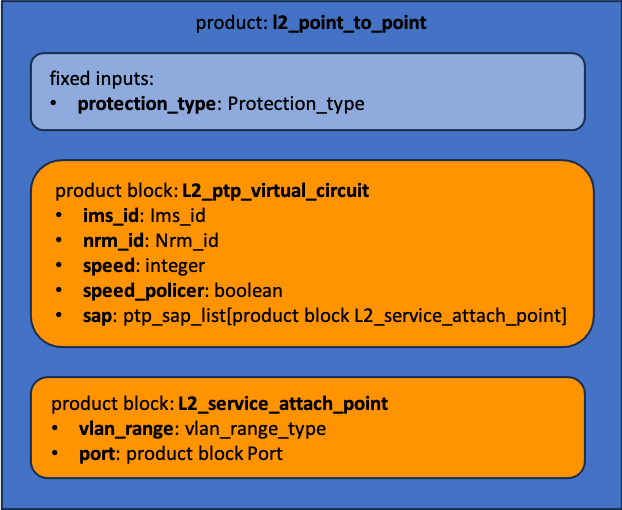 product: l2_point_to_point
fixed inputs:
• protection_type: Protection_type
product block: L2_ptp_virtual_circuit
• ims_id: Ims_id
• nrm_id: Nrm_id
• speed: integer
• speed_policer: boolean
• sap: ptp_sap_list[product block L2_service_attach_point]
product block: L2_service_attach_point
• vlan_range: vlan_range_type
• port: product block Port